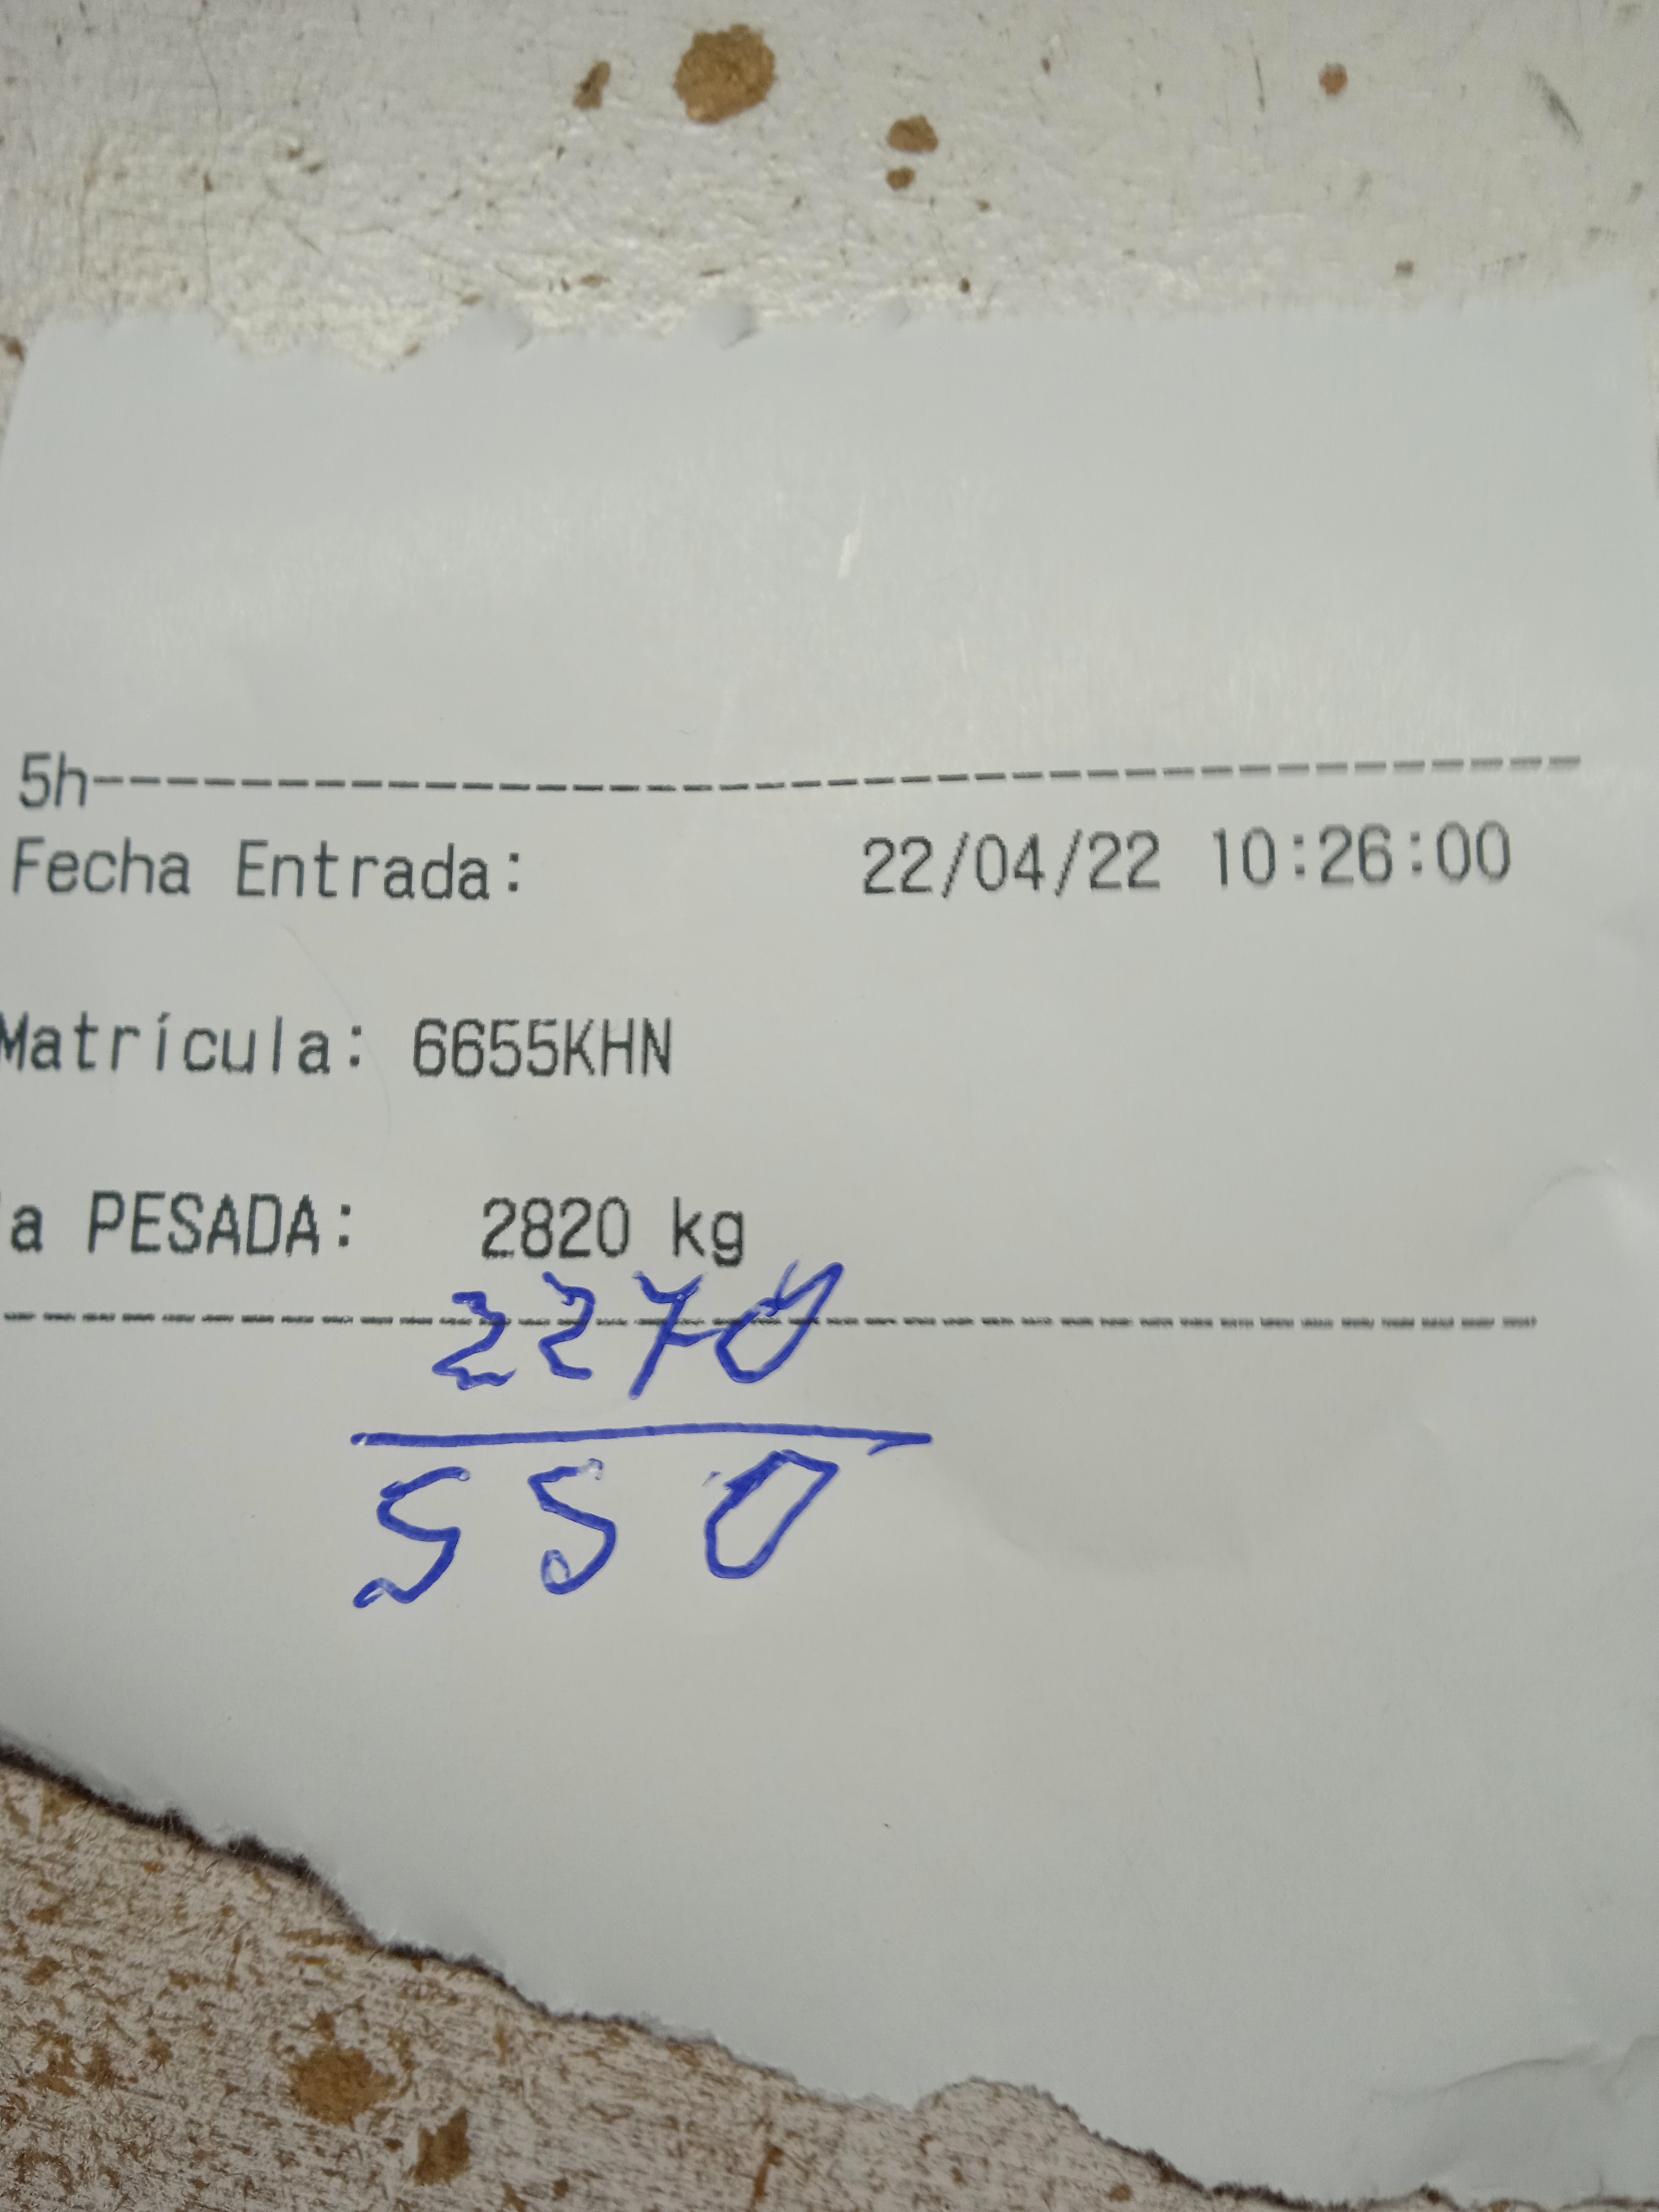 5h-----------------------------------------
Fecha Entrada: 22/04/22 10:26:00
Matrícula: 6655KHN
a PESADA: 2820 kg
2270
550